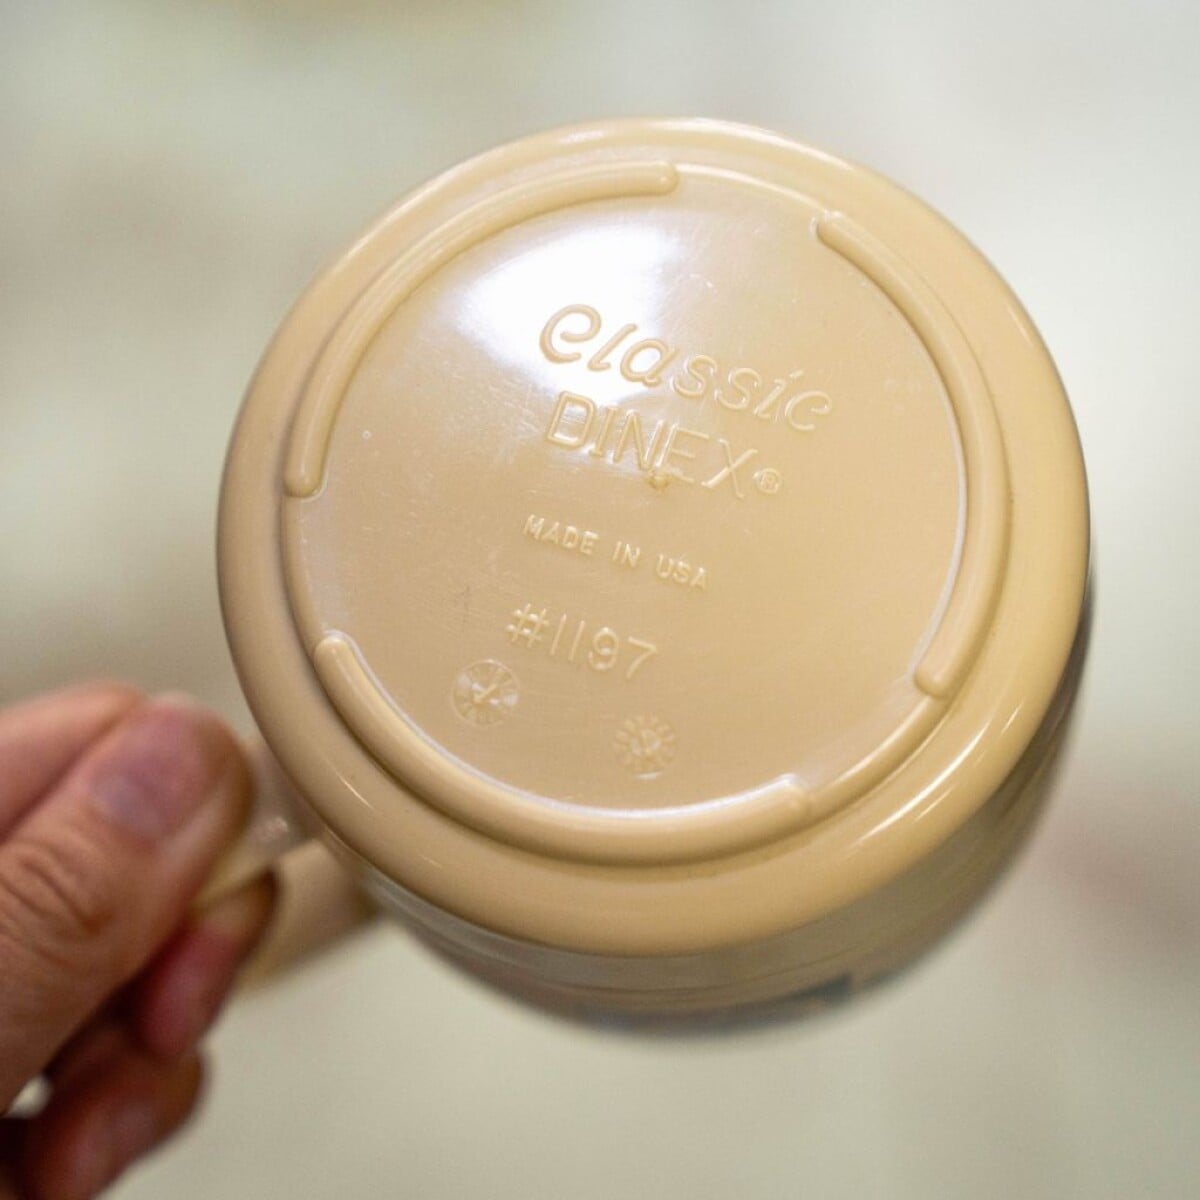 Classic
DINEX®
MADE IN USA
#1197